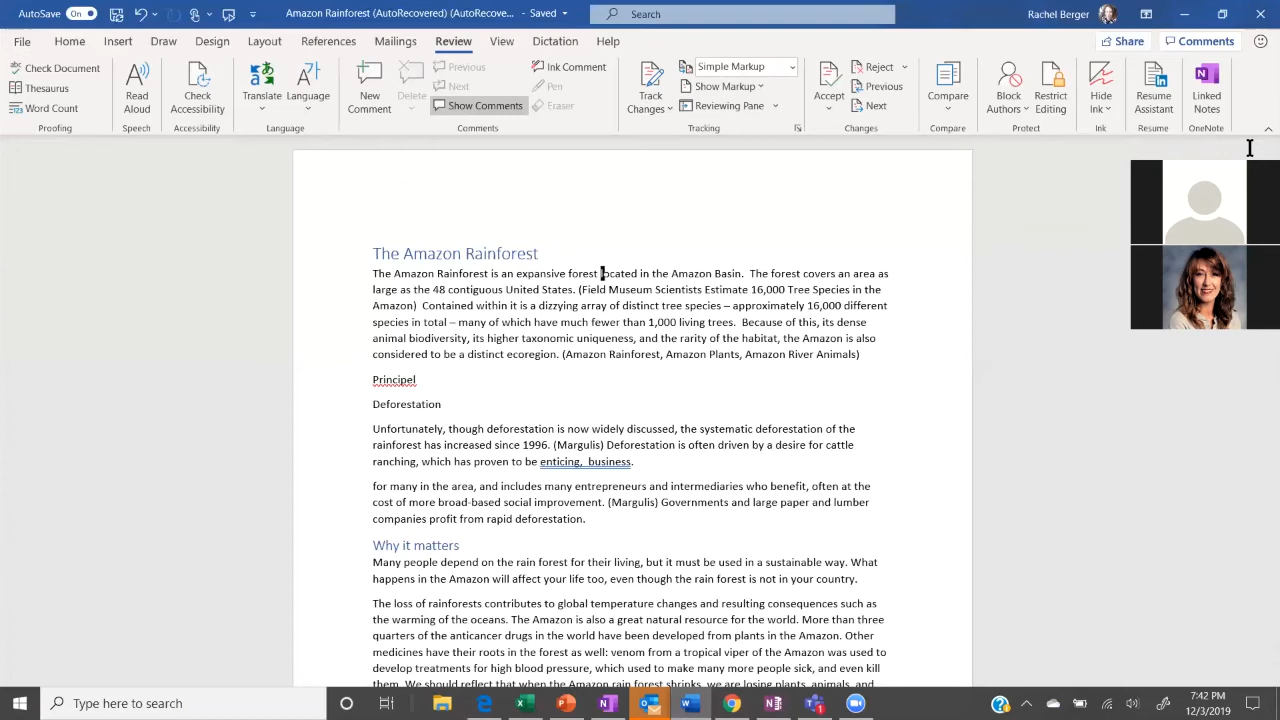 AutoSave On Amazon Rainforest (AutoRecovered) - Saved Search Rachel Berger
File Home Insert Draw Design Layout References Mailings Review View Dictation Help Share Comments
Check Document
Thesaurus
Word Count
Proofing
Read Aloud
Speech
Check Accessibility
Accessibility
Translate
Language
Language
New Comment
Delete
Previous
Next
Show Comments
Ink Comment
Pen
Eraser
Comments
Track Changes
Simple Markup
Show Markup
Reviewing Pane
Tracking
Accept
Reject
Previous
Next
Changes
Compare
Compare
Block Authors
Restrict Editing
Protect
Hide Ink
Ink
Resume Assistant
Resume
Linked Notes
OneNote
The Amazon Rainforest
The Amazon Rainforest is an expansive forest located in the Amazon Basin. The forest covers an area as
large as the 48 contiguous United States. (Field Museum Scientists Estimate 16,000 Tree Species in the
Amazon) Contained within it is a dizzying array of distinct tree species – approximately 16,000 different
species in total – many of which have much fewer than 1,000 living trees. Because of this, its dense
animal biodiversity, its higher taxonomic uniqueness, and the rarity of the habitat, the Amazon is also
considered to be a distinct ecoregion. (Amazon Rainforest, Amazon Plants, Amazon River Animals)
Principel
Deforestation
Unfortunately, though deforestation is now widely discussed, the systematic deforestation of the
rainforest has increased since 1996. (Margulis) Deforestation is often driven by a desire for cattle
ranching, which has proven to be enticing, business.
for many in the area, and includes many entrepreneurs and intermediaries who benefit, often at the
cost of more broad-based social improvement. (Margulis) Governments and large paper and lumber
companies profit from rapid deforestation.
Why it matters
Many people depend on the rain forest for their living, but it must be used in a sustainable way. What
happens in the Amazon will affect your life too, even though the rain forest is not in your country.
The loss of rainforests contributes to global temperature changes and resulting consequences such as
the warming of the oceans. The Amazon is also a great natural resource for the world. More than three
quarters of the anticancer drugs in the world have been developed from plants in the Amazon. Other
medicines have their roots in the forest as well: venom from a tropical viper of the Amazon was used to
develop treatments for high blood pressure, which used to make many more people sick, and even kill
them. We should reflect that when the Amazon rain forest shrinks, we are losing plants, animals, and
Type here to search
7:42 PM
12/3/2019